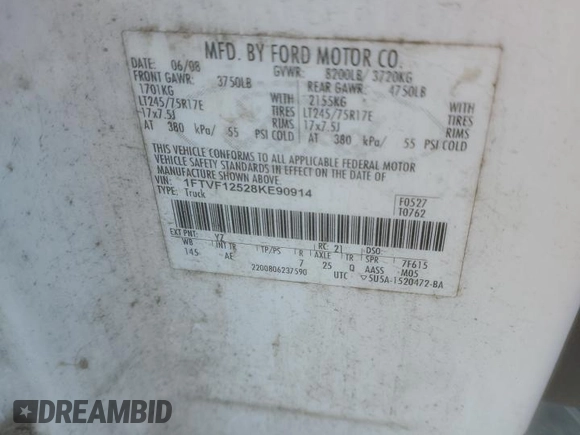 MFD. BY FORD MOTOR CO.
DATE: 06/08 GVWR: 8200LB/ 3720KG
FRONT GAWR: 3750LB REAR GAWR: 4750LB
1701KG WITH 2155KG WITH
LT245/75R17E TIRES LT245/75R17E TIRES
17x7.5J RIMS 17x7.5J RIMS
AT 380 kPa/ 55 PSI COLD AT 380 kPa/ 55 PSI COLD
THIS VEHICLE CONFORMS TO ALL APPLICABLE FEDERAL MOTOR
VEHICLE SAFETY STANDARDS IN EFFECT ON THE DATE OF
MANUFACTURE SHOWN ABOVE.
VIN: 1FTVF12528KE90914 F0527
TYPE: Truck T0762
EXT PNT: YZ RC: 21 DSO:
WB INT TR TP/PS R AXLE TR SPR 7F615
145 AE 7 25 Q AASS M05
2200806237590 UTC 5U5A-1520472-BA
DREAMBID